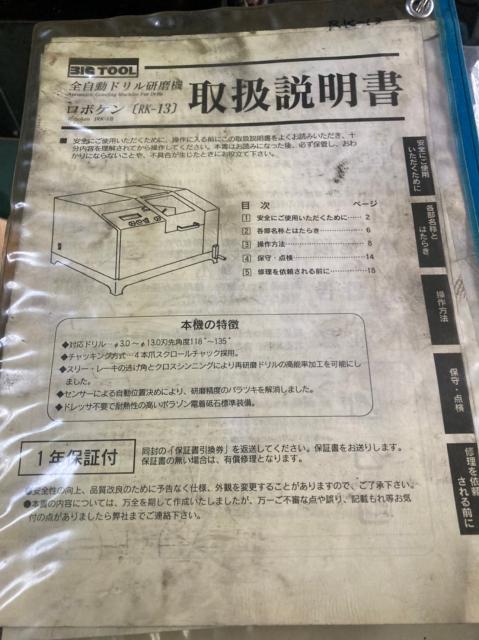 RK-13
BIG TOOL
全自動ドリル研磨機
Automatic Grinding Machine For Drills
ロボケン〔RK-13〕
Roboken (RK-13)
取扱説明書
■ 安全にご使用いただくために、操作に入る前にこの取扱説明書をよくお読みいただき、十
分内容を理解されてから操作してください。本書はお読みになった後、必ず保管し、おわ
かりにならないことや、不具合が生じたときにお役立て下さい。
目次 ページ
1 安全にご使用いただくために……2
2 各部名称とはたらき……6
3 操作方法……8
4 保守・点検……14
5 修理を依頼される前に……18
安全にご使用
いただくために
各部名称と
はたらき
操作方法
保守・点検
修理を依頼
される前に
本機の特徴
◆対応ドリル…φ3.0〜φ13.0刃先角度118°〜135°
◆チャッキング方式…4本爪スクロールチャック採用。
◆スリー・レーキの逃げ角とクロスシンニングにより再研磨ドリルの高能率加工を可能にし
ました。
◆センサーによる自動位置決めにより、研磨精度のバラツキを解消しました。
◆ドレッサ不要で耐熱性の高いボラゾン電着砥石標準装備。
1年保証付
同封の「保証書引換券」を返送してください。保証書をお送りします。
保証書の無い場合は、有償修理となります。
●安全性の向上、品質改良のために予告なく仕様、外観を変更することがありますので、ご了承下さい。
●本書の内容については、万全を期して作成いたしましたが、万一ご不審な点や誤り、記載もれ等お気
付の点がありましたら弊社までご連絡下さい。